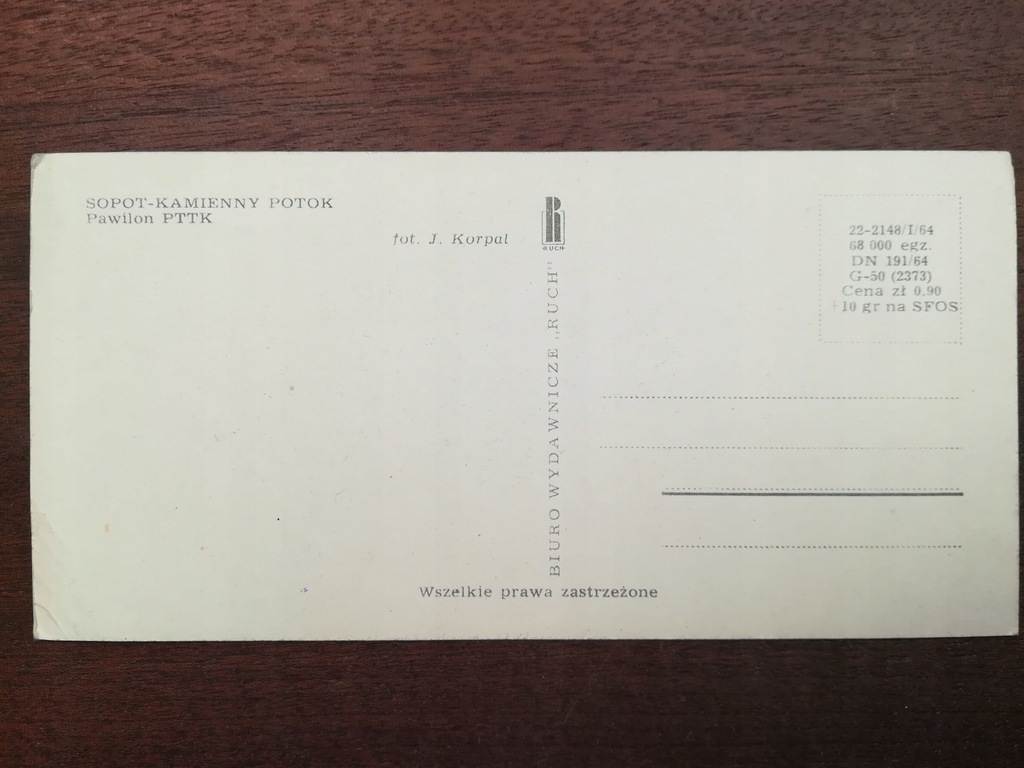 SOPOT-KAMIENNY POTOK
Pawilon PTTK
fot. J. Korpal
R
RUCH
BIURO WYDAWNICZE „RUCH"
22-2148/I/64
68 000 egz.
DN 191/64
G-50 (2373)
Cena zł 0.90
+ 10 gr na SFOS
Wszelkie prawa zastrzeżone